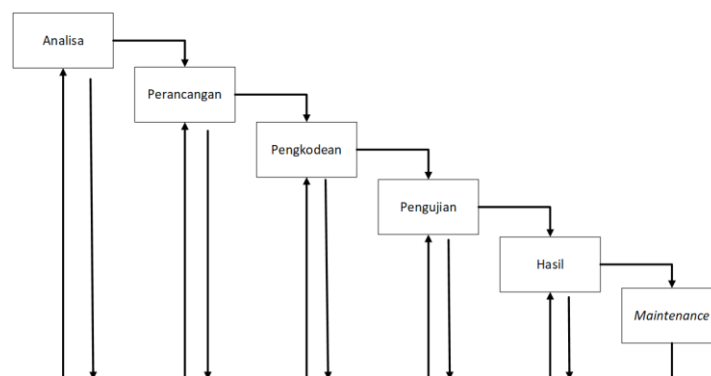 Analisa
Perancangan
Pengkodean
Pengujian
Hasil
Maintenance